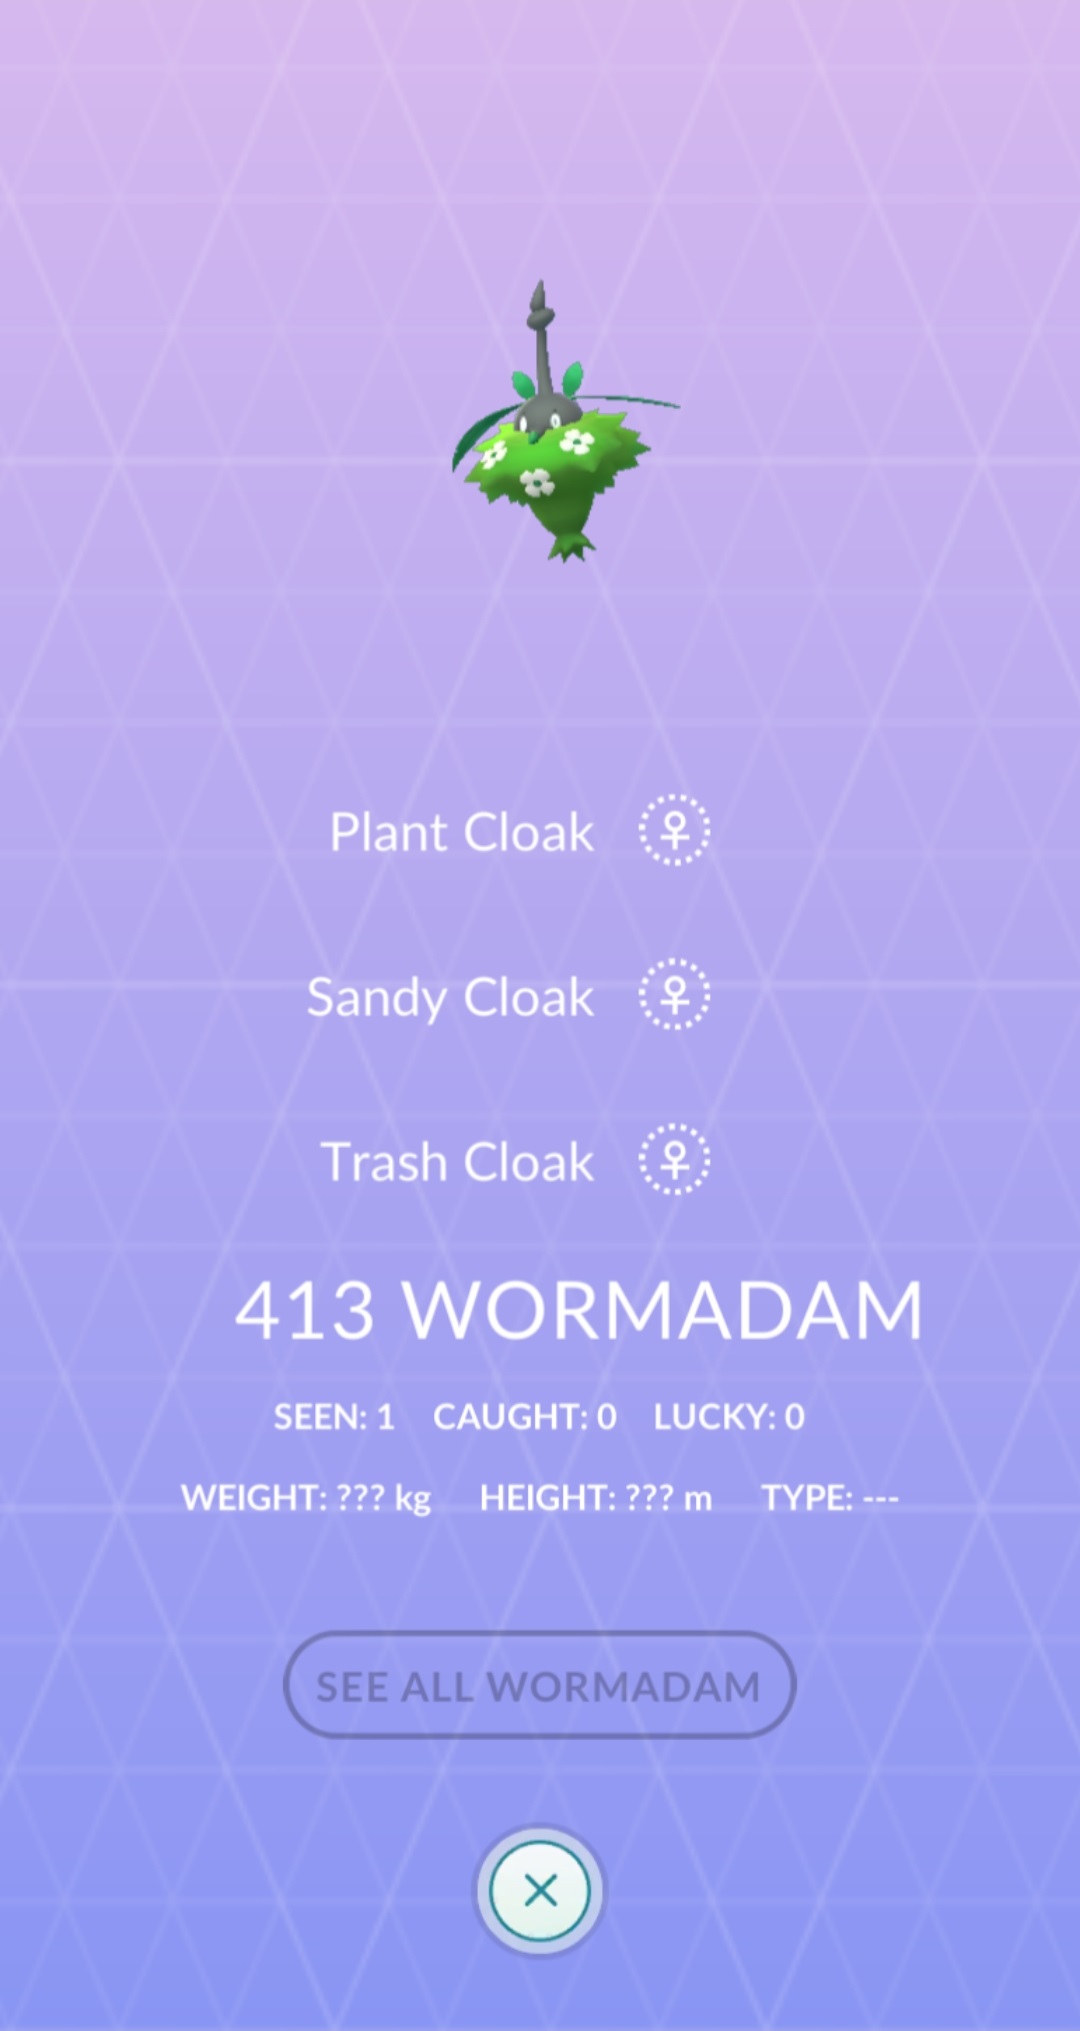 Plant Cloak ♀
Sandy Cloak ♀
Trash Cloak ♀
413 WORMADAM
SEEN: 1 CAUGHT: 0 LUCKY: 0
WEIGHT: ??? kg HEIGHT: ??? m TYPE: ---
SEE ALL WORMADAM